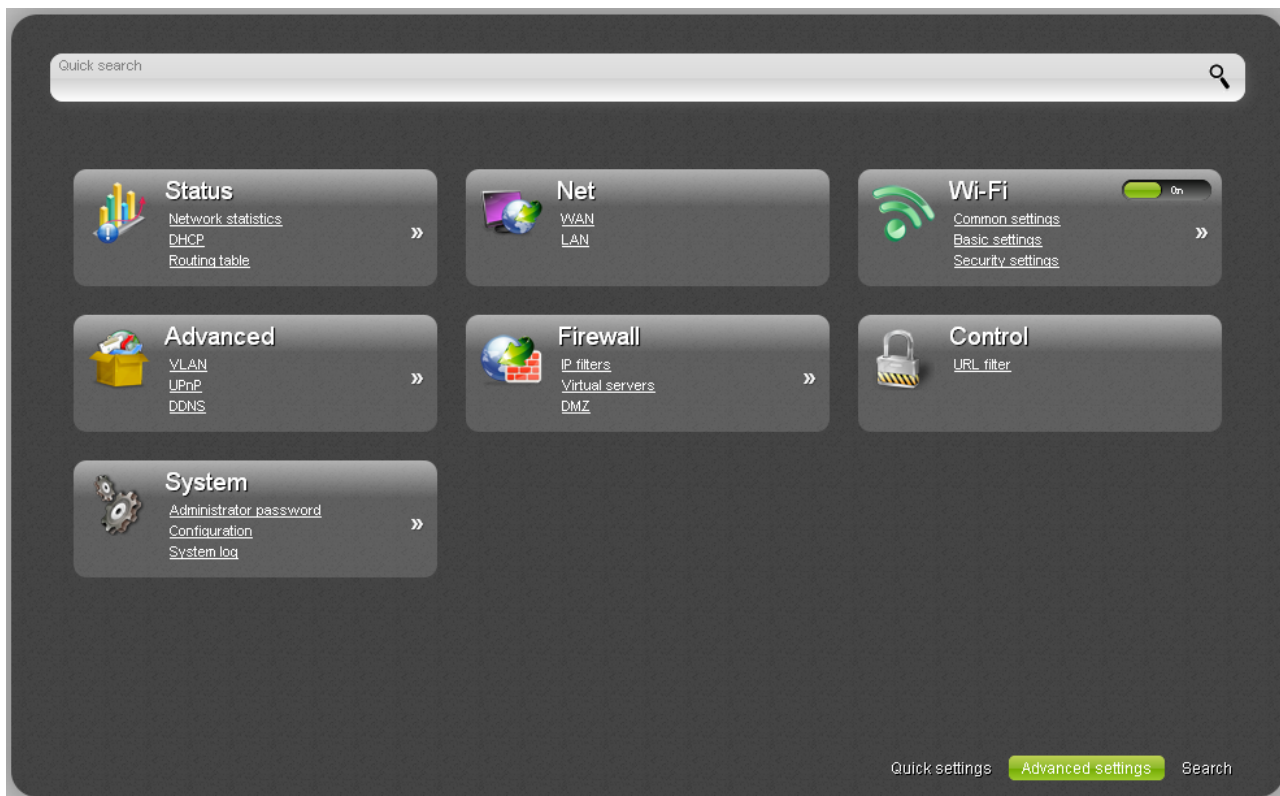 Quick search
Status
Network statistics
DHCP
Routing table
Net
WAN
LAN
Wi-Fi
On
Common settings
Basic settings
Security settings
Advanced
VLAN
UPnP
DDNS
Firewall
IP filters
Virtual servers
DMZ
Control
URL filter
System
Administrator password
Configuration
System log
Quick settings
Advanced settings
Search